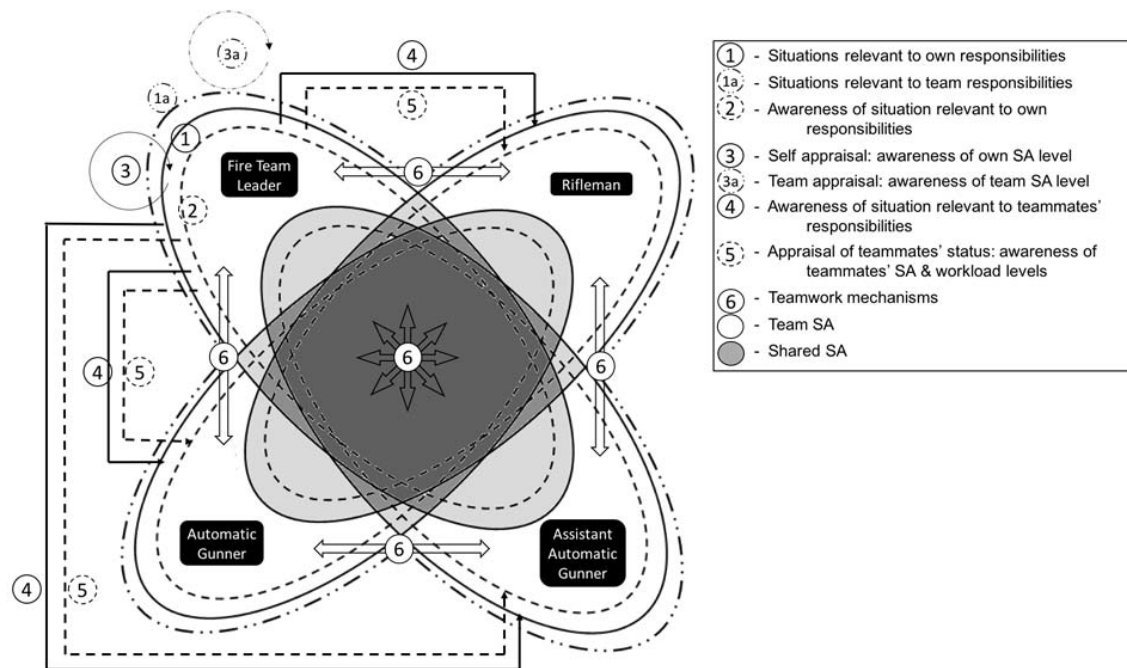 3a
4
1a
5
1
Fire Team
Leader
6
Rifleman
3
2
6
6
6
4
5
Automatic
Gunner
6
Assistant
Automatic
Gunner
4
5
1 - Situations relevant to own responsibilities
1a - Situations relevant to team responsibilities
2 - Awareness of situation relevant to own
responsibilities
3 - Self appraisal: awareness of own SA level
3a - Team appraisal: awareness of team SA level
4 - Awareness of situation relevant to teammates'
responsibilities
5 - Appraisal of teammates' status: awareness of
teammates' SA & workload levels
6 - Teamwork mechanisms
- Team SA
- Shared SA